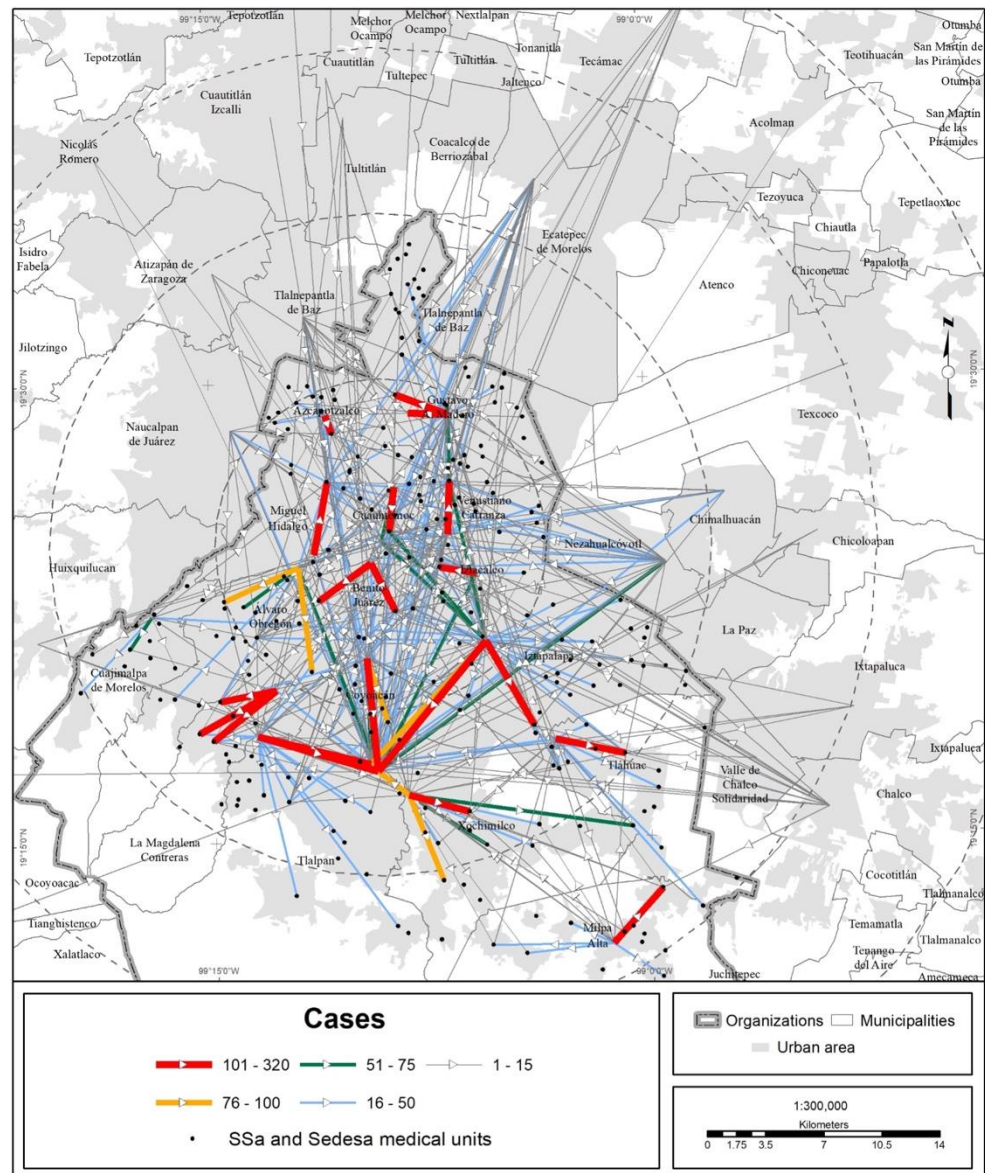 99°15'0"W
99°0'0"W
Tepotzotlán
Melchor
Ocampo
Melchor
Ocampo
Nextlalpan
Otumba
Tonanitla
Teotihuacán
San Martín de
las Pirámides
Tepotzotlán
Cuautitlán
Tultitlán
Tecámac
Tultepec
Jaltenco
Otumba
Cuautitlán
Izcalli
San Martín
de las
Pirámides
Acolman
Nicolás
Romero
Coacalco de
Berriozábal
Tultitlán
Tezoyuca
Tepetlaoxtoc
Chiautla
Isidro
Fabela
Ecatepec
de Morelos
Papalotla
Atizapán de
Zaragoza
Chiconcuac
Atenco
Tlalnepantla
de Baz
Tlalnepantla
de Baz
Jilotzingo
19°30'0"N
19°30'0"N
Gustavo
A. Madero
Azcapotzalco
Texcoco
Naucalpan
de Juárez
Miguel
Hidalgo
Cuauhtémoc
Venustiano
Carranza
Chimalhuacán
Nezahualcóyotl
Chicoloapan
Huixquilucan
Iztacalco
Benito
Juárez
Álvaro
Obregón
La Paz
Iztapalapa
Ixtapaluca
Cuajimalpa
de Morelos
Coyoacán
Ixtapaluca
Tláhuac
Valle de
Chalco
Solidaridad
Chalco
Xochimilco
19°15'0"N
19°15'0"N
La Magdalena
Contreras
Tlalpan
Cocotitlán
Ocoyoacac
Tlalmanalco
Tianguistenco
Temamatla
Milpa
Alta
Tlalmanalco
Xalatlaco
Tenango
del Aire
99°15'0"W
99°0'0"W
Juchitepec
Amecameca
Cases
101 - 320
51 - 75
1 - 15
76 - 100
16 - 50
SSa and Sedesa medical units
Organizations
Municipalities
Urban area
1:300,000
Kilometers
0 1.75 3.5 7 10.5 14